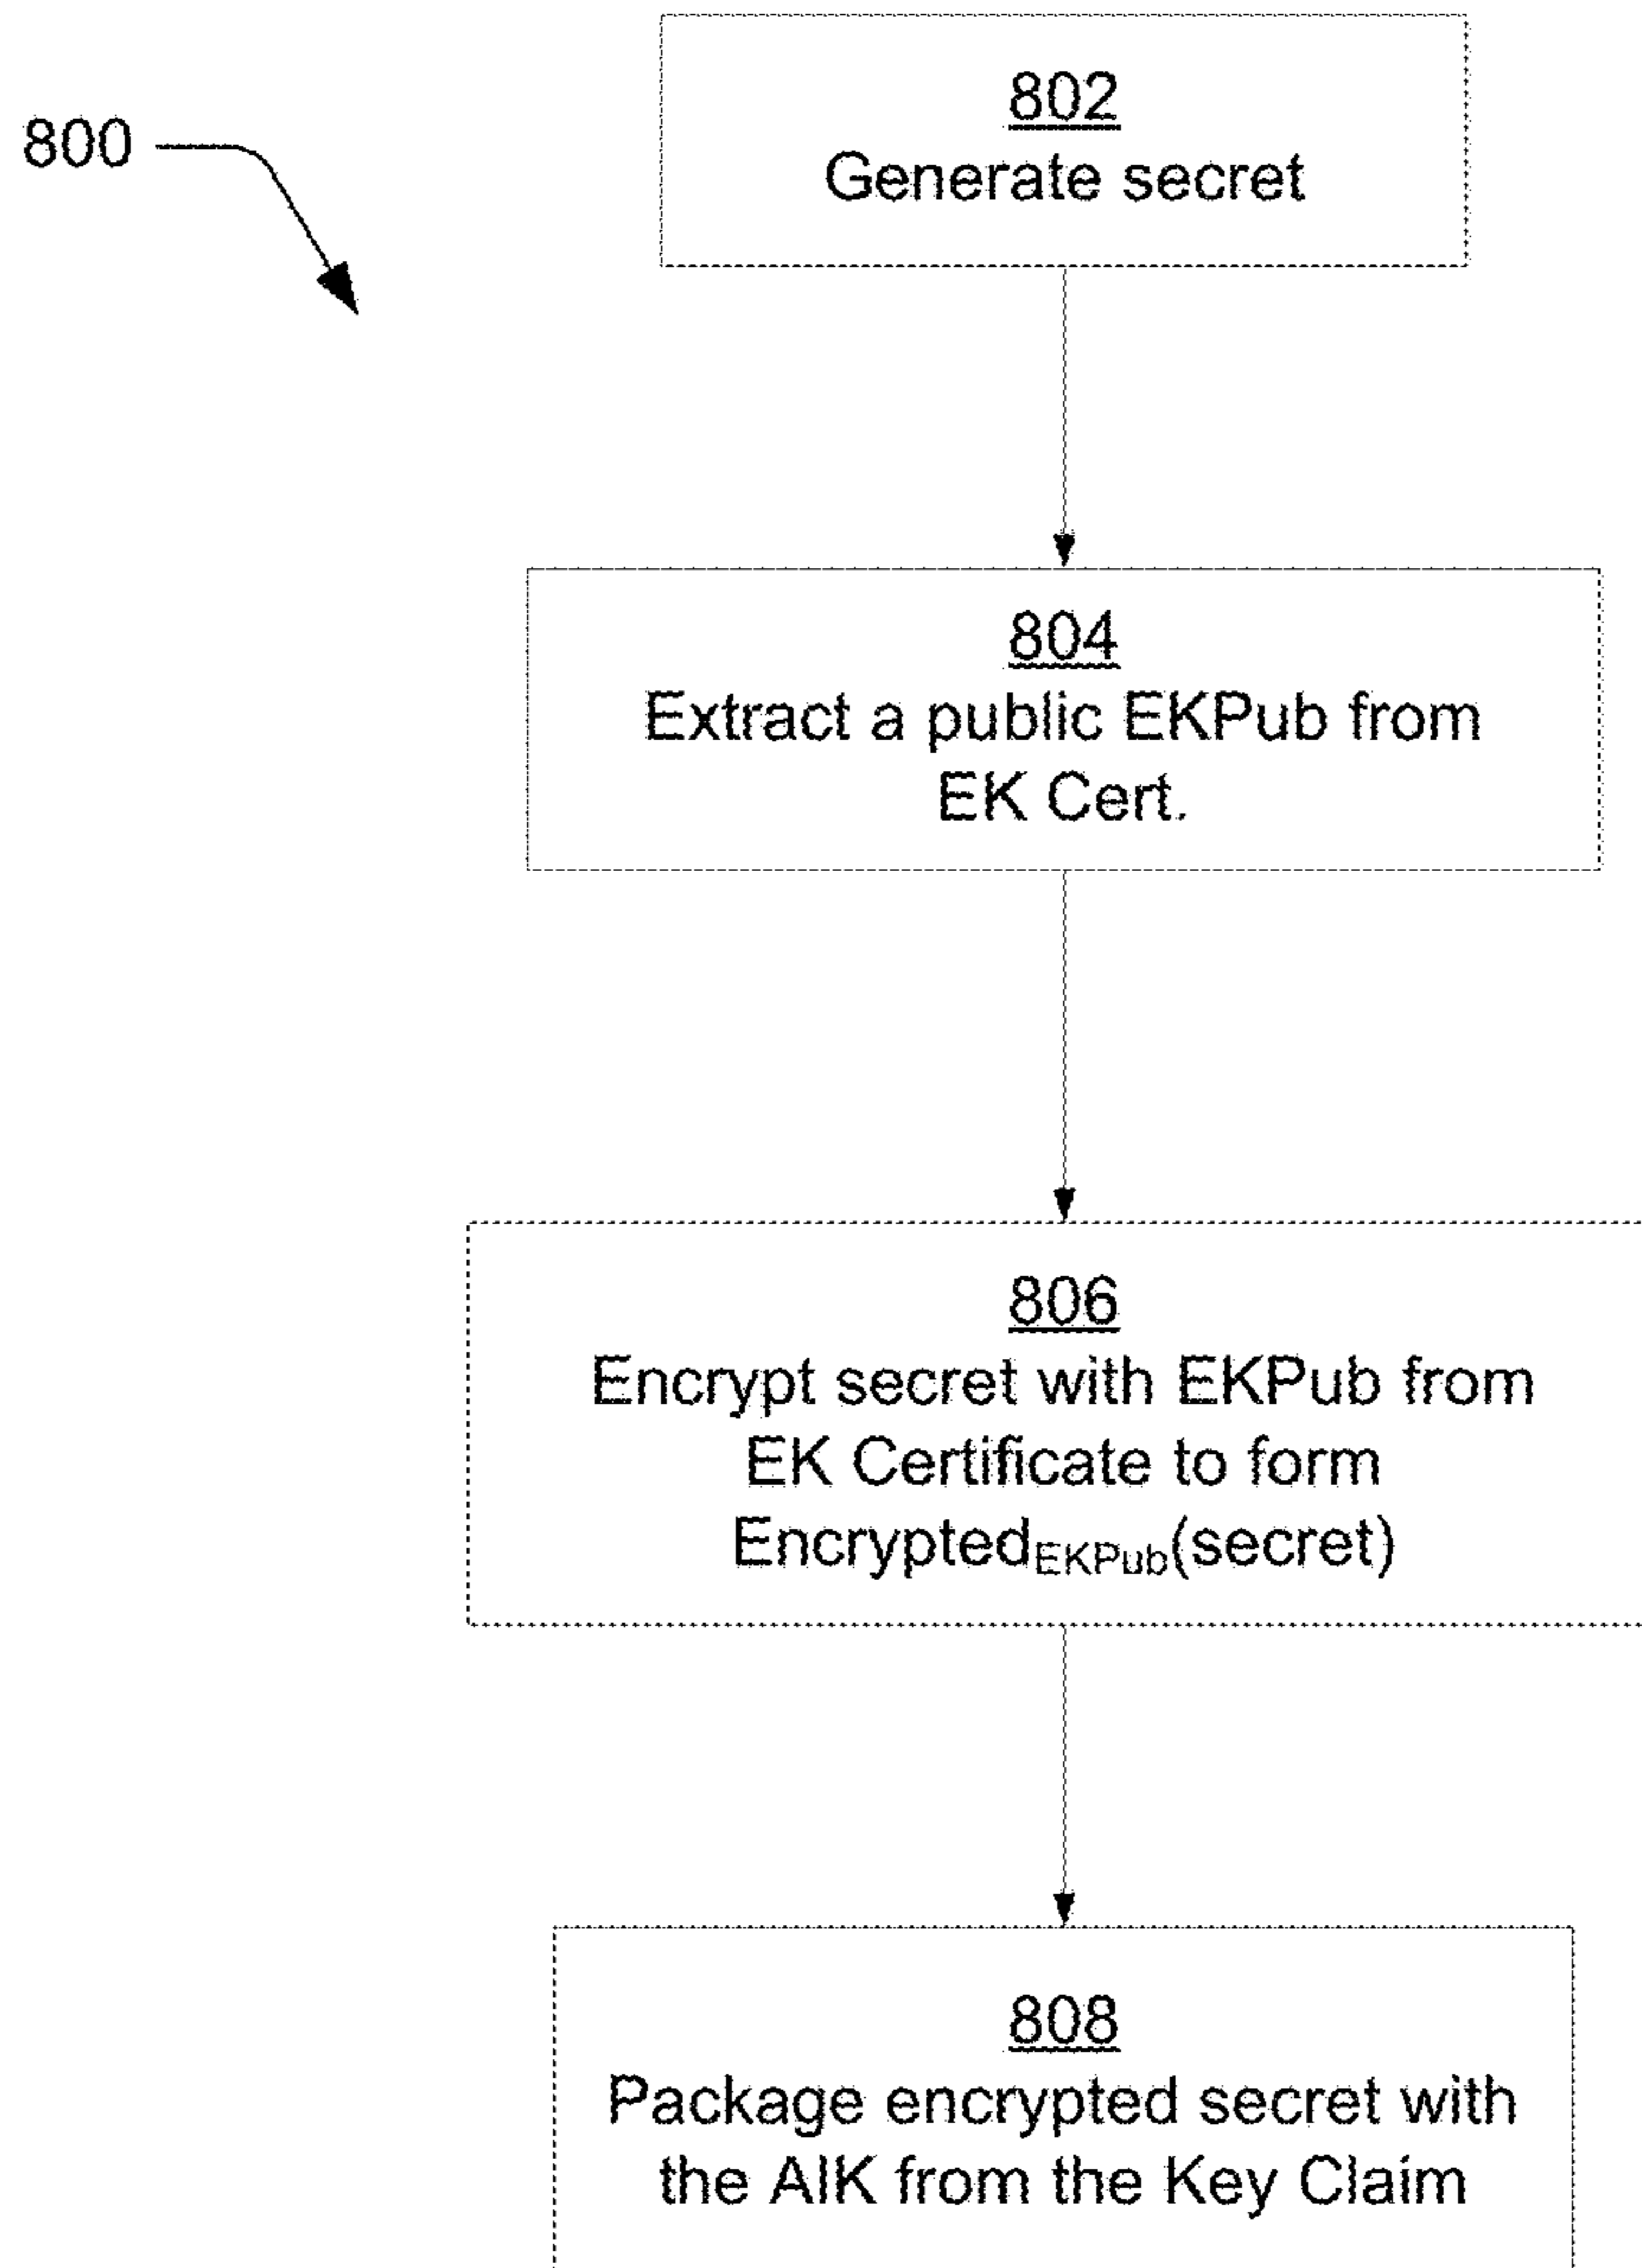 800
802
Generate secret
804
Extract a public EKPub from
EK Cert.
806
Encrypt secret with EKPub from
EK Certificate to form
Encrypted_EKPub(secret)
808
Package encrypted secret with
the AIK from the Key Claim